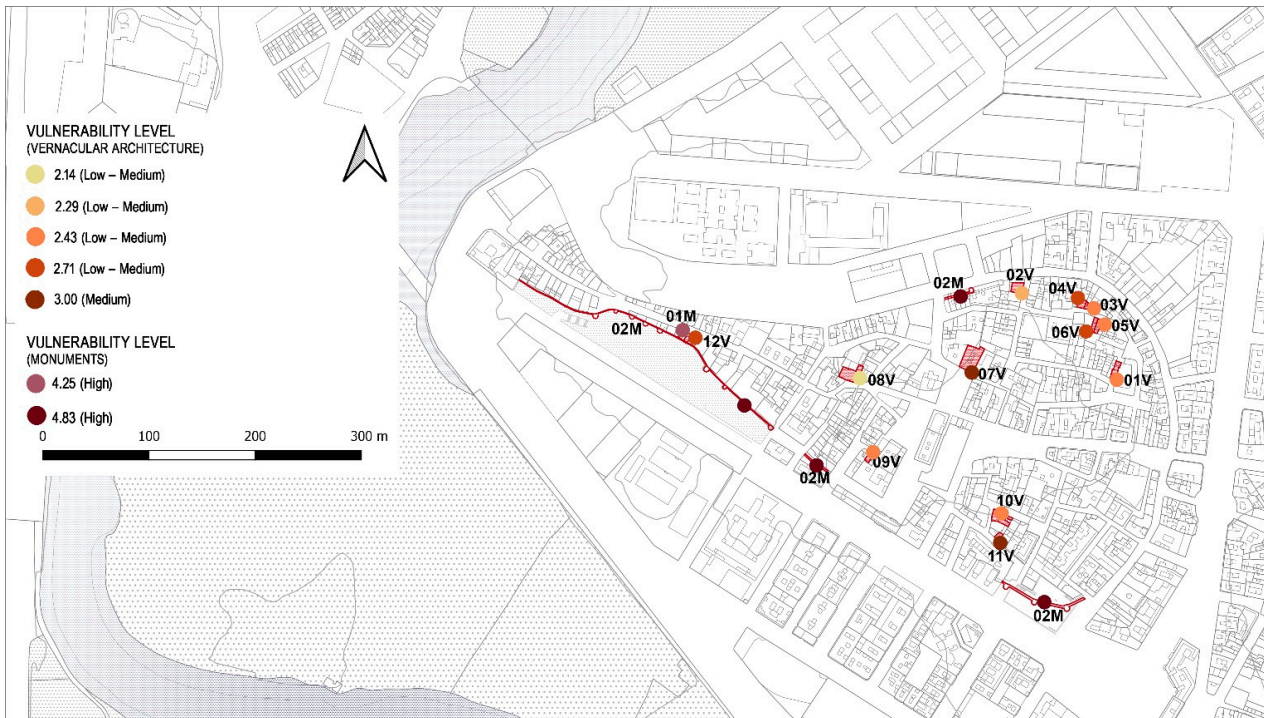 VULNERABILITY LEVEL
(VERNACULAR ARCHITECTURE)
2.14 (Low – Medium)
2.29 (Low – Medium)
2.43 (Low – Medium)
2.71 (Low – Medium)
3.00 (Medium)
VULNERABILITY LEVEL
(MONUMENTS)
4.25 (High)
4.83 (High)
0 100 200 300 m
02M
02V
04V
03V
01M
02M
12V
06V
05V
07V
08V
01V
09V
02M
10V
11V
02M